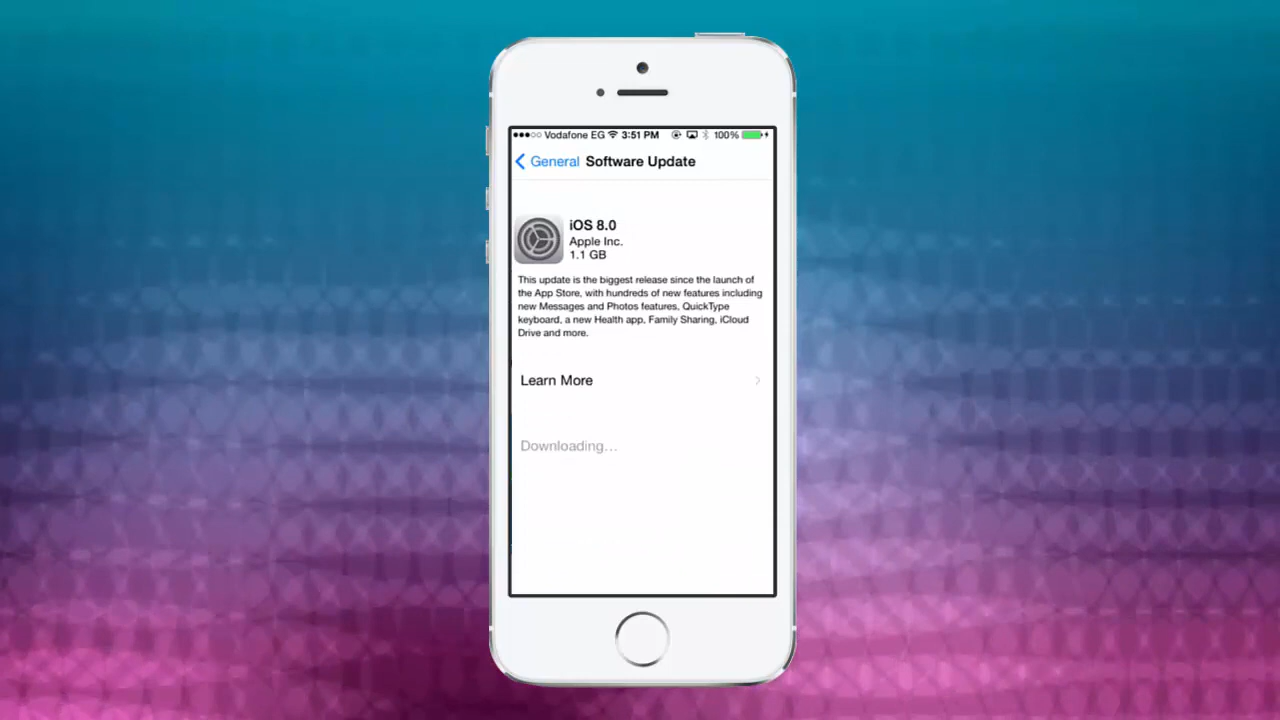 ●●●○○ Vodafone EG 3:51 PM 100%
General Software Update
iOS 8.0
Apple Inc.
1.1 GB
This update is the biggest release since the launch of
the App Store, with hundreds of new features including
new Messages and Photos features, QuickType
keyboard, a new Health app, Family Sharing, iCloud
Drive and more.
Learn More
Downloading...